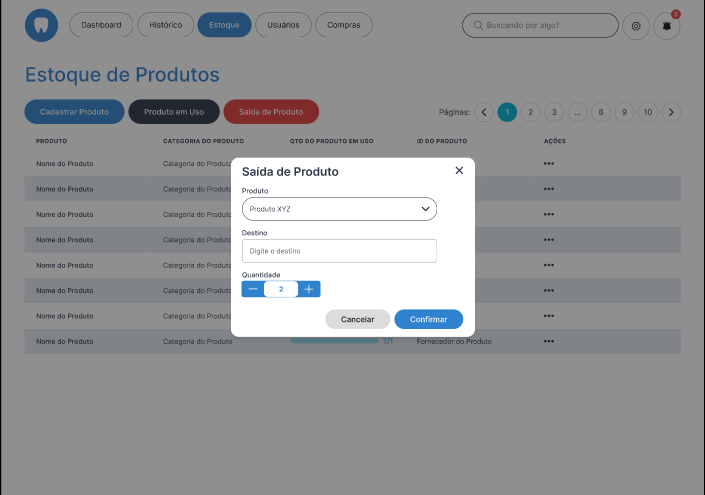 Dashboard
Histórico
Estoque
Usuários
Compras
Buscando por algo?
3
Estoque de Produtos
Cadastrar Produto
Produto em Uso
Saída de Produto
Páginas:
1
2
3
...
8
9
10
PRODUTO
CATEGORIA DO PRODUTO
QTD DO PRODUTO EM USO
ID DO PRODUTO
AÇÕES
Nome do Produto
Categoria do Produto
Nome do Produto
Categoria do Produto
Nome do Produto
Categoria do Produto
Nome do Produto
Categoria do Produto
Nome do Produto
Categoria do Produto
Nome do Produto
Categoria do Produto
Nome do Produto
Categoria do Produto
Nome do Produto
Categoria do Produto
1/1
Fornecedor do Produto
Saída de Produto
Produto
Produto XYZ
Destino
Digite o destino
Quantidade
2
Cancelar
Confirmar